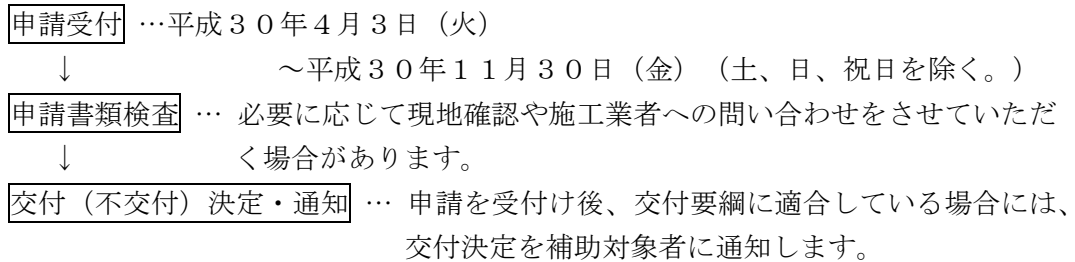 申請受付 …平成３０年４月３日（火）
↓ ～平成３０年１１月３０日（金）（土、日、祝日を除く。）
申請書類検査 … 必要に応じて現地確認や施工業者への問い合わせをさせていただ
↓ く場合があります。
交付（不交付）決定・通知 … 申請を受付け後、交付要綱に適合している場合には、
交付決定を補助対象者に通知します。